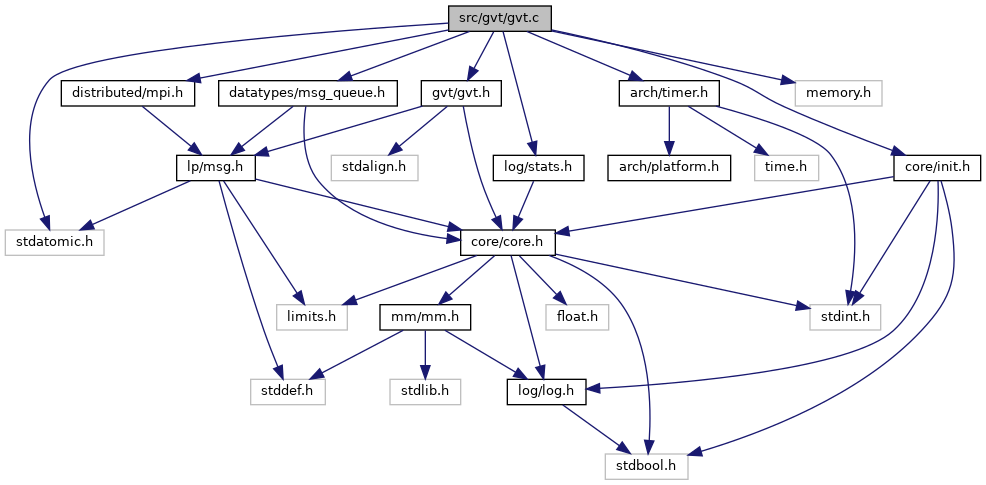 src/gvt/gvt.c
distributed/mpi.h
datatypes/msg_queue.h
gvt/gvt.h
arch/timer.h
memory.h
lp/msg.h
stdalign.h
log/stats.h
arch/platform.h
time.h
core/init.h
stdatomic.h
core/core.h
limits.h
mm/mm.h
float.h
stdint.h
stddef.h
stdlib.h
log/log.h
stdbool.h